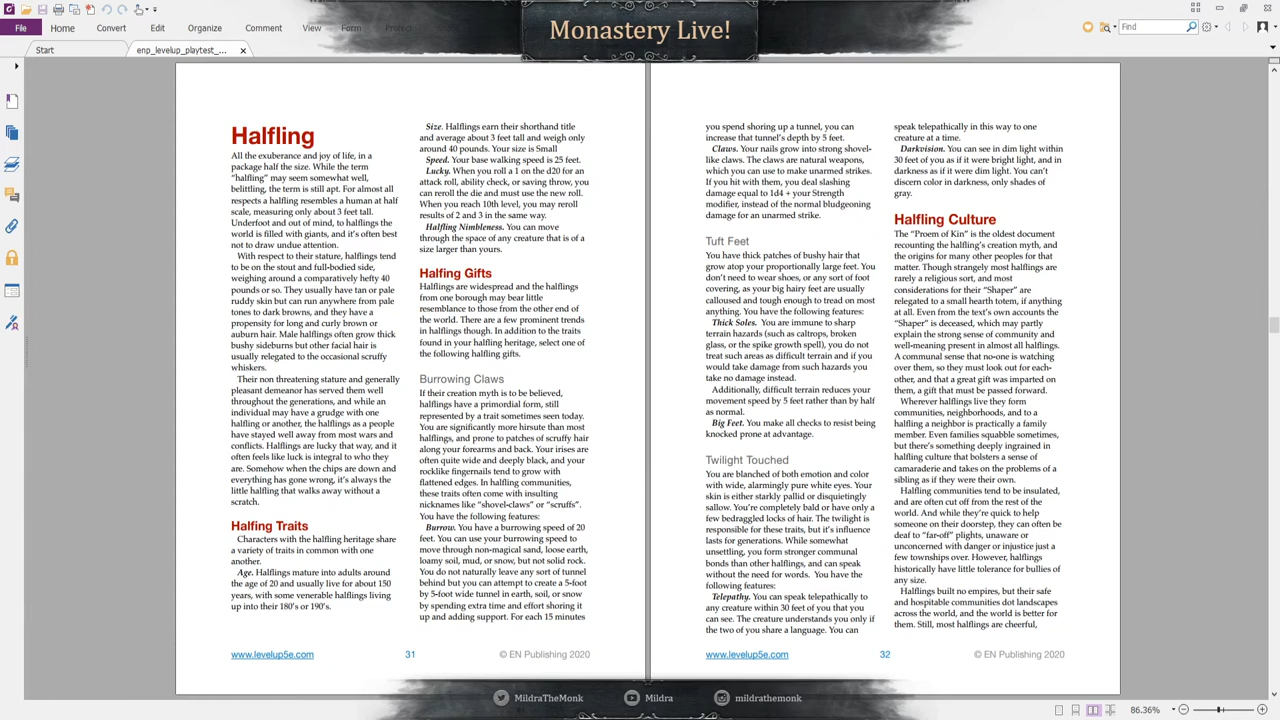 Monastery Live!
File
Home
Convert
Edit
Organize
Comment
View
Form
Protect
Find
Start
enp_levelup_playtest_...
Halfling
All the exuberance and joy of life, in a
package half the size. While the term
“halfling” may seem somewhat well,
belittling, the term is still apt. For almost all
respects a halfling resembles a human at half
scale, measuring only about 3 feet tall.
Underfoot and out of mind, to halflings the
world is filled with giants, and it’s often best
not to draw undue attention.
With respect to their stature, halflings tend
to be on the stout and full-bodied side,
weighing around a comparatively hefty 40
pounds or so. They usually have tan or pale
ruddy skin but can run anywhere from pale
tones to dark browns, and they have a
propensity for long and curly brown or
auburn hair. Male halflings often grow thick
bushy sideburns but other facial hair is
usually relegated to the occasional scruffy
whiskers.
Their non threatening stature and generally
pleasant demeanor has served them well
throughout the generations, and while an
individual may have a grudge with one
halfling or another, the halflings as a people
have stayed well away from most wars and
conflicts. Halflings are lucky that way, and it
often feels like luck is integral to who they
are. Somehow when the chips are down and
everything has gone wrong, it’s always the
little halfling that walks away without a
scratch.
Halfing Traits
Characters with the halfling heritage share
a variety of traits in common with one
another.
Age. Halflings mature into adults around
the age of 20 and usually live for about 150
years, with some venerable halflings living
up into their 180’s or 190’s.
Size. Halflings earn their shorthand title
and average about 3 feet tall and weigh only
around 40 pounds. Your size is Small
Speed. Your base walking speed is 25 feet.
Lucky. When you roll a 1 on the d20 for an
attack roll, ability check, or saving throw, you
can reroll the die and must use the new roll.
When you reach 10th level, you may reroll
results of 2 and 3 in the same way.
Halfling Nimbleness. You can move
through the space of any creature that is of a
size larger than yours.
Halfing Gifts
Halflings are widespread and the halflings
from one borough may bear little
resemblance to those from the other end of
the world. There are a few prominent trends
in halflings though. In addition to the traits
found in your halfling heritage, select one of
the following halfling gifts.
Burrowing Claws
If their creation myth is to be believed,
halflings have a primordial form, still
represented by a trait sometimes seen today.
You are significantly more hirsute than most
halflings, and prone to patches of scruffy hair
along your forearms and back. Your irises are
often quite wide and deeply black, and your
rocklike fingernails tend to grow with
flattened edges. In halfling communities,
these traits often come with insulting
nicknames like “shovel-claws” or “scruffs”.
You have the following features:
Burrow. You have a burrowing speed of 20
feet. You can use your burrowing speed to
move through non-magical sand, loose earth,
loamy soil, mud, or snow, but not solid rock.
You do not naturally leave any sort of tunnel
behind but you can attempt to create a 5-foot
by 5-foot wide tunnel in earth, soil, or snow
by spending extra time and effort shoring it
up and adding support. For each 15 minutes
www.levelup5e.com
31
© EN Publishing 2020
you spend shoring up a tunnel, you can
increase that tunnel’s depth by 5 feet.
Claws. Your nails grow into strong shovel-
like claws. The claws are natural weapons,
which you can use to make unarmed strikes.
If you hit with them, you deal slashing
damage equal to 1d4 + your Strength
modifier, instead of the normal bludgeoning
damage for an unarmed strike.
Tuft Feet
You have thick patches of bushy hair that
grow atop your proportionally large feet. You
don’t need to wear shoes, or any sort of foot
covering, as your big hairy feet are usually
calloused and tough enough to tread on most
anything. You have the following features:
Thick Soles. You are immune to sharp
terrain hazards (such as caltrops, broken
glass, or the spike growth spell), you do not
treat such areas as difficult terrain and if you
would take damage from such hazards you
take no damage instead.
Additionally, difficult terrain reduces your
movement speed by 5 feet rather than by half
as normal.
Big Feet. You make all checks to resist being
knocked prone at advantage.
Twilight Touched
You are blanched of both emotion and color
with wide, alarmingly pure white eyes. Your
skin is either starkly pallid or disquietingly
sallow. You’re completely bald or have only a
few bedraggled locks of hair. The twilight is
responsible for these traits, but it’s influence
lasts for generations. While somewhat
unsettling, you form stronger communal
bonds than other halflings, and can speak
without the need for words. You have the
following features:
Telepathy. You can speak telepathically to
any creature within 30 feet of you that you
can see. The creature understands you only if
the two of you share a language. You can
speak telepathically in this way to one
creature at a time.
Darkvision. You can see in dim light within
30 feet of you as if it were bright light, and in
darkness as if it were dim light. You can’t
discern color in darkness, only shades of
gray.
Halfling Culture
The “Proem of Kin” is the oldest document
recounting the halfling’s creation myth, and
the origins for many other peoples for that
matter. Though strangely most halflings are
rarely a religious sort, and most
considerations for their “Shaper” are
relegated to a small hearth totem, if anything
at all. Even from the text’s own accounts the
“Shaper” is deceased, which may partly
explain the strong sense of community and
well-meaning present in almost all halflings.
A communal sense that no-one is watching
over them, so they must look out for each-
other, and that a great gift was imparted on
them, a gift that must be passed forward.
Wherever halflings live they form
communities, neighborhoods, and to a
halfling a neighbor is practically a family
member. Even families squabble sometimes,
but there’s something deeply ingrained in
halfling culture that bolsters a sense of
camaraderie and takes on the problems of a
sibling as if they were their own.
Halfling communities tend to be insulated,
and are often cut off from the rest of the
world. And while they’re quick to help
someone on their doorstep, they can often be
deaf to “far-off” plights, unaware or
unconcerned with danger or injustice just a
few townships over. However, halflings
historically have little tolerance for bullies of
any size.
Halflings built no empires, but their safe
and hospitable communities dot landscapes
across the world, and the world is better for
them. Still, most halflings are cheerful,
www.levelup5e.com
32
© EN Publishing 2020
MildraTheMonk
Mildra
mildrathemonk
86.36%